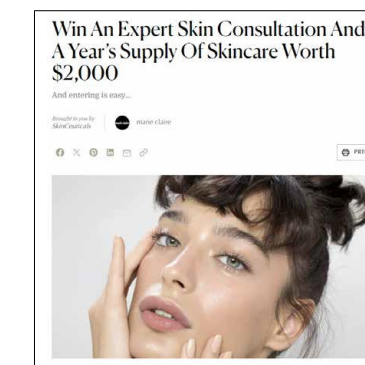 Win An Expert Skin Consultation And
A Year's Supply Of Skincare Worth
$2,000
And entering is easy...
Brought to you by
SkinCeuticals
marie claire
PRI